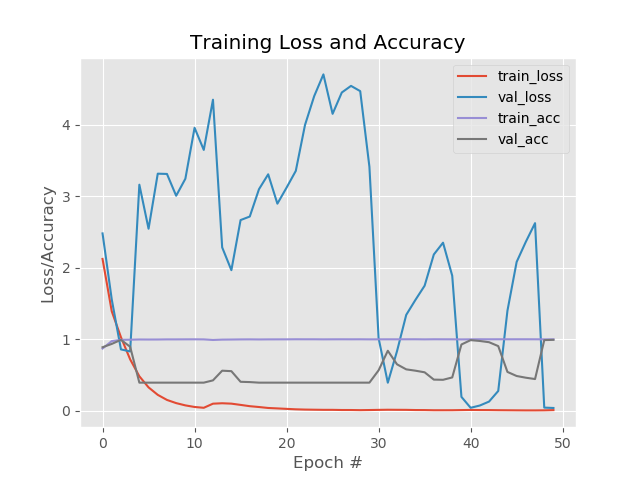 Training Loss and Accuracy
train_loss
val_loss
train_acc
val_acc
Loss/Accuracy
4
3
2
1
0
0
10
20
30
40
50
Epoch #